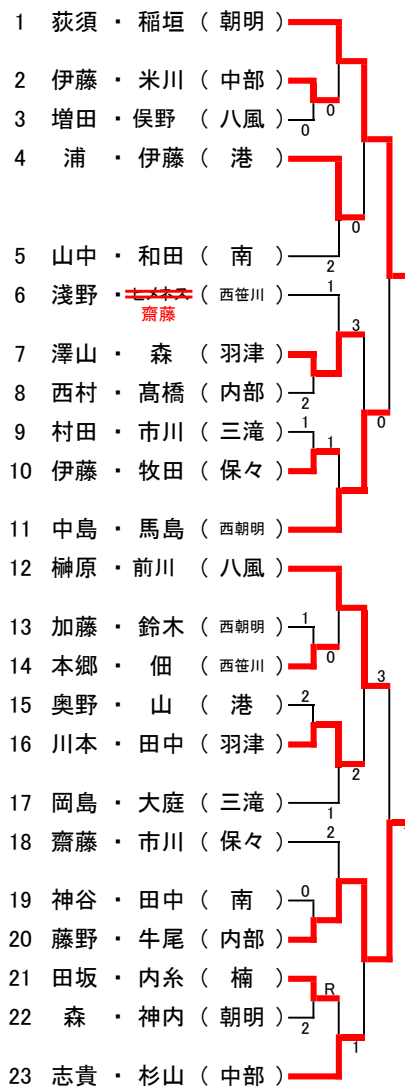 1 荻須・稲垣（朝明）
2 伊藤・米川（中部） 0
3 増田・俣野（八風） 0
4 浦・伊藤（港） 0
5 山中・和田（南） 2
6 淺野・ヒメネス（西笹川） 1
齋藤 3
7 澤山・森（羽津）
8 西村・髙橋（内部） 2 0
9 村田・市川（三滝） 1 1
10 伊藤・牧田（保々）
11 中島・馬島（西朝明）
12 榊原・前川（八風）
13 加藤・鈴木（西朝明） 1
14 本郷・佃（西笹川） 0 3
15 奥野・山（港） 2
16 川本・田中（羽津） 2
17 岡島・大庭（三滝） 1
18 齋藤・市川（保々） 2
19 神谷・田中（南） 0
20 藤野・牛尾（内部）
21 田坂・内糸（楠） R
22 森・神内（朝明） 2 1
23 志貴・杉山（中部）